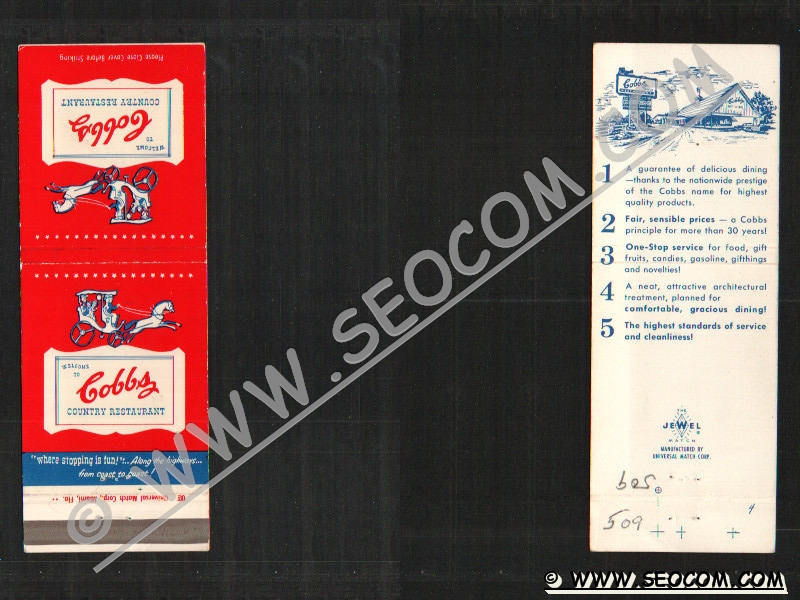 Please Close Cover Before Striking
WELCOME
TO
Cobbs
COUNTRY RESTAURANT
Cobbs
COUNTRY RESTAURANT
"where stopping is fun!"... Along the highways...
from coast to coast!
Universal Match Corp., Miami, Fla.
Cobbs
1 A guarantee of delicious dining
—thanks to the nationwide prestige
of the Cobbs name for highest
quality products.
2 Fair, sensible prices — a Cobbs
principle for more than 30 years!
3 One-Stop service for food, gift
fruits, candies, gasoline, gifthings
and novelties!
4 A neat, attractive architectural
treatment, planned for
comfortable, gracious dining!
5 The highest standards of service
and cleanliness!
THE
JEWEL
MATCH
MANUFACTURED BY
UNIVERSAL MATCH CORP.
509
4
© WWW.SEOCOM.COM
© WWW.SEOCOM.COM